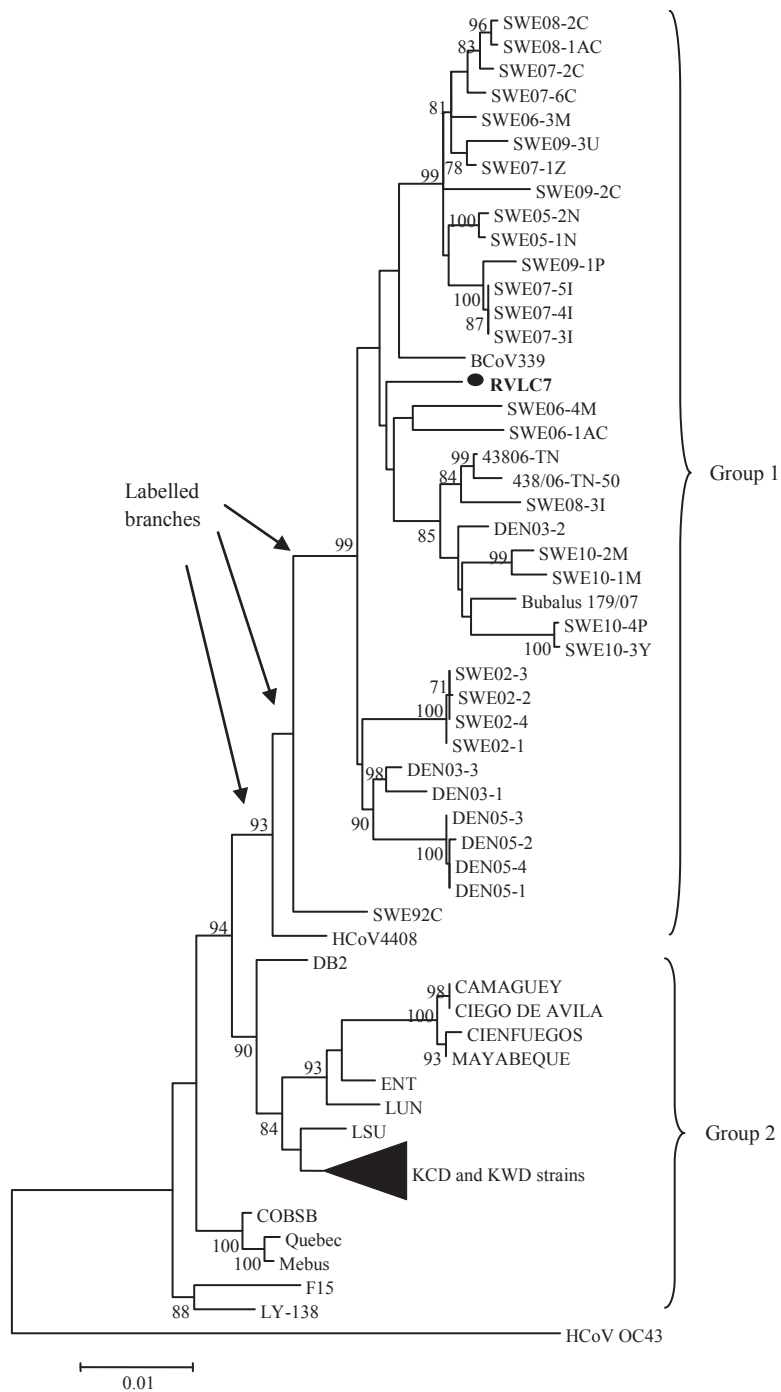 96
SWE08-2C
83
SWE08-1AC
SWE07-2C
SWE07-6C
81
SWE06-3M
SWE09-3U
78
SWE07-1Z
99
SWE09-2C
100
SWE05-2N
SWE05-1N
SWE09-1P
100
SWE07-5I
SWE07-4I
87
SWE07-3I
BCoV339
RVLC7
SWE06-4M
SWE06-1AC
99
43806-TN
84
438/06-TN-50
SWE08-3I
85
DEN03-2
99
SWE10-2M
SWE10-1M
Bubalus 179/07
SWE10-4P
100
SWE10-3Y
Group 1
Labelled
branches
99
71
SWE02-3
SWE02-2
100
SWE02-4
SWE02-1
98
DEN03-3
DEN03-1
90
DEN05-3
DEN05-2
100
DEN05-4
DEN05-1
93
SWE92C
94
HCoV4408
DB2
98
CAMAGUEY
100
CIEGO DE AVILA
CIENFUEGOS
93
MAYABEQUE
90
93
ENT
LUN
84
LSU
KCD and KWD strains
Group 2
COBSB
100
Quebec
100
Mebus
F15
88
LY-138
HCoV OC43
0.01